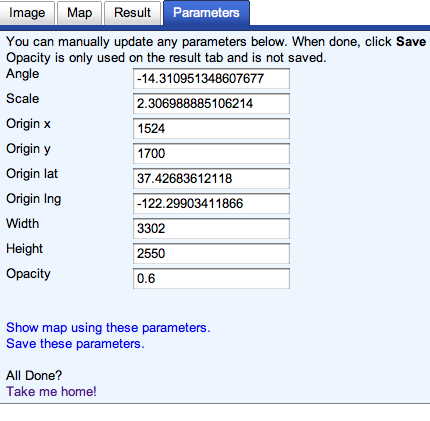 Image Map Result Parameters
You can manually update any parameters below. When done, click Save
Opacity is only used on the result tab and is not saved.
Angle -14.310951348607677
Scale 2.306988885106214
Origin x 1524
Origin y 1700
Origin lat 37.42683612118
Origin lng -122.29903411866
Width 3302
Height 2550
Opacity 0.6
Show map using these parameters.
Save these parameters.
All Done?
Take me home!